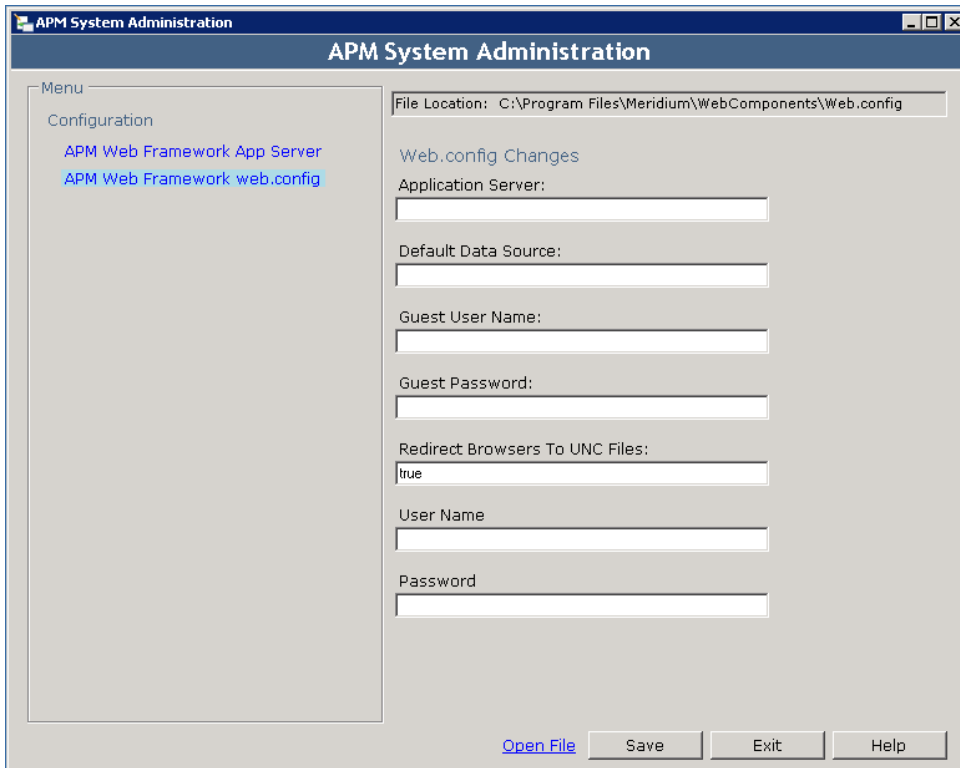 APM System Administration
APM System Administration
Menu
Configuration
APM Web Framework App Server
APM Web Framework web.config
File Location: C:\Program Files\Meridium\WebComponents\Web.config
Web.config Changes
Application Server:
Default Data Source:
Guest User Name:
Guest Password:
Redirect Browsers To UNC Files:
true
User Name
Password
Open File Save Exit Help